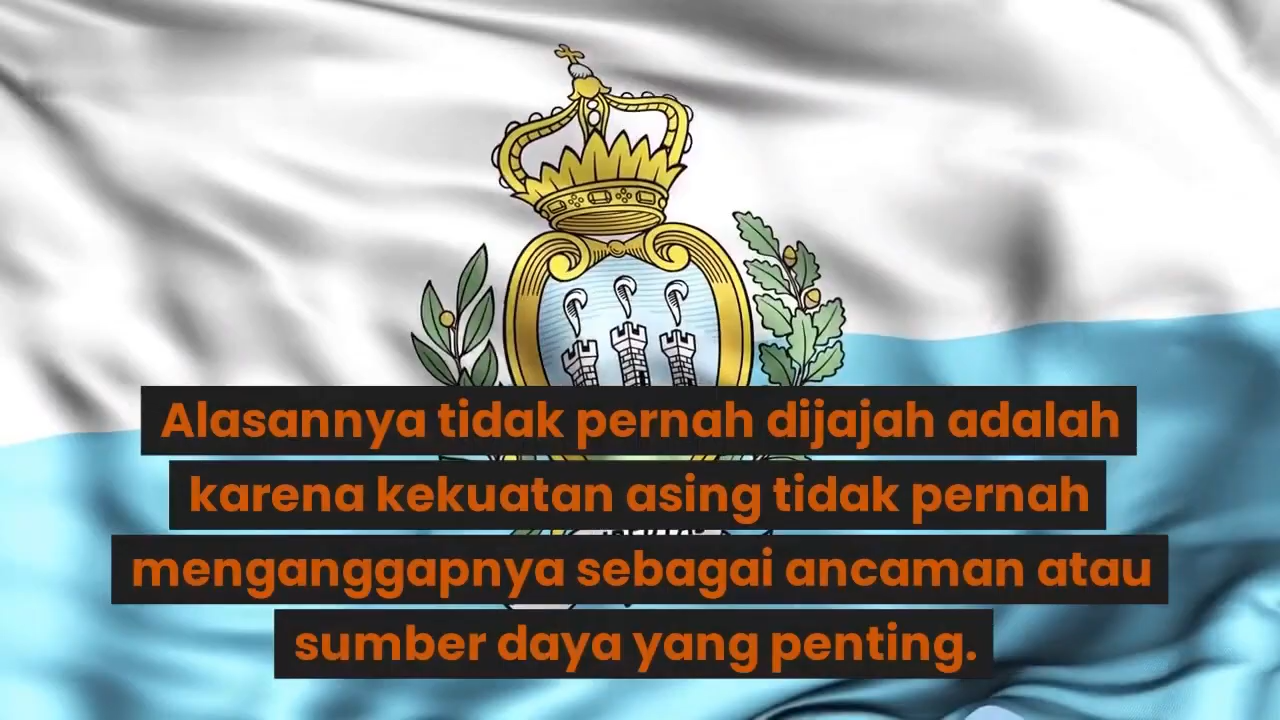 Alasannya tidak pernah dijajah adalah
karena kekuatan asing tidak pernah
menganggapnya sebagai ancaman atau
sumber daya yang penting.